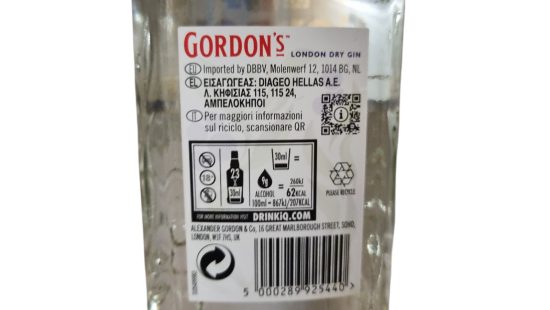 GORDON'S™ LONDON DRY GIN
EU Imported by DBBV, Molenwerf 12, 1014 BG, NL
EL ΕΙΣΑΓΩΓΕΑΣ: DIAGEO HELLAS A.E.
Λ. ΚΗΦΙΣΙΑΣ 115, 115 24,
ΑΜΠΕΛΟΚΗΠΟΙ
IT Per maggiori informazioni
sul riciclo, scansionare QR
18-
23
30ml
30ml =
9g
ALCOHOL = 260kJ/62KCAL
100ml = 867kJ/207KCAL
PLEASE RECYCLE
FOR MORE INFORMATION VISIT DRINKiQ.COM
ALEXANDER GORDON & Co, 16 GREAT MARLBOROUGH STREET, SOHO,
LONDON, W1F 7HS, UK
5 000289 925440 >